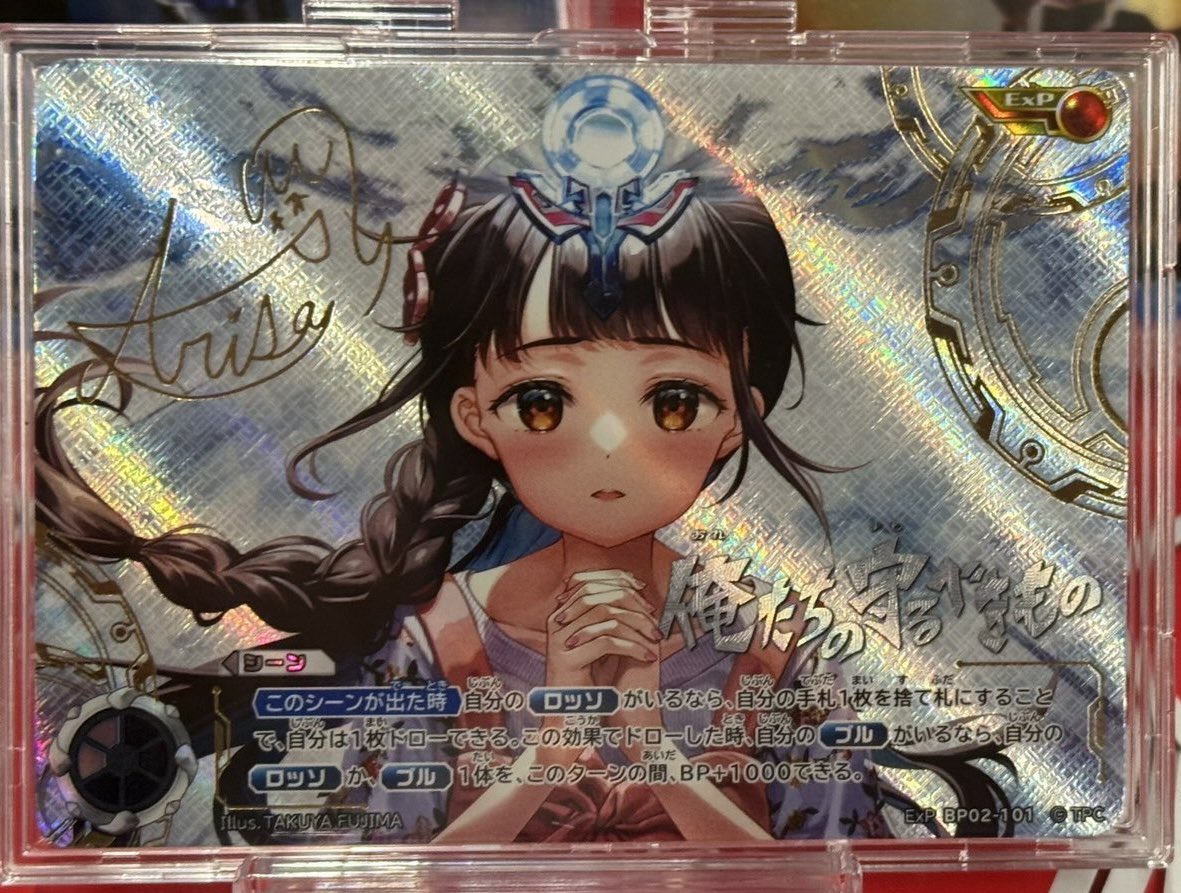 ExP
Arisa
俺たちの守るべきもの
シーン
このシーンが出た時 自分の ロッソ がいるなら、自分の手札1枚を捨て札にすること
で、自分は1枚ドローできる。この効果でドローした時、自分の ブル がいるなら、自分の
ロッソ か、 ブル 1体を、このターンの間、BP+1000できる。
Illus. TAKUYA FUJIMA
ExP BP02-101 © TPC